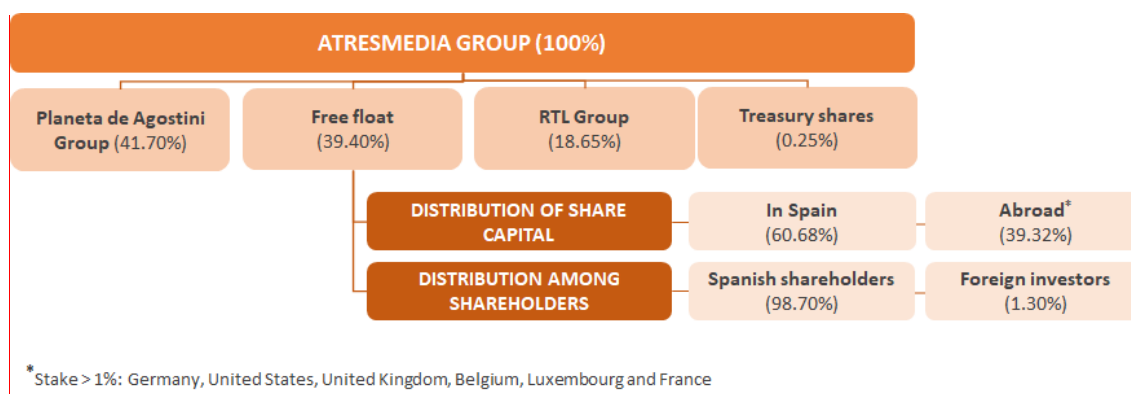 ATRESMEDIA GROUP (100%)
Planeta de Agostini
Group (41.70%)
Free float
(39.40%)
RTL Group
(18.65%)
Treasury shares
(0.25%)
DISTRIBUTION OF SHARE
CAPITAL
In Spain
(60.68%)
Abroad*
(39.32%)
DISTRIBUTION AMONG
SHAREHOLDERS
Spanish shareholders
(98.70%)
Foreign investors
(1.30%)
*Stake > 1%: Germany, United States, United Kingdom, Belgium, Luxembourg and France